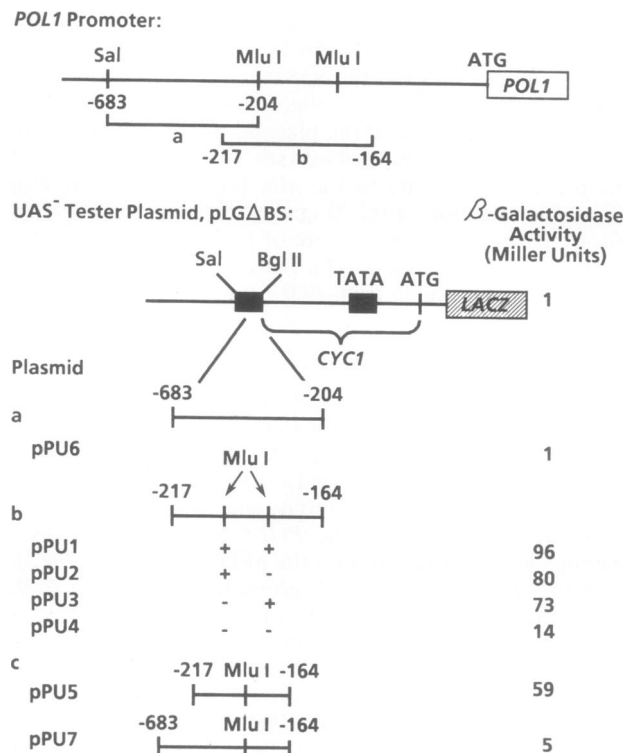 POL1 Promoter:
Sal Mlu I Mlu I ATG
POL1
-683 -204
a
-217 b -164
UAS⁻ Tester Plasmid, pLGΔBS: β-Galactosidase
Activity
(Miller Units)
Sal Bgl II
TATA ATG
LACZ 1
CYC1
Plasmid
-683 -204
a
pPU6 1
Mlu I
-217 -164
b
pPU1 + + 96
pPU2 + - 80
pPU3 - + 73
pPU4 - - 14
c
-217 Mlu I -164
pPU5 59
-683 Mlu I -164
pPU7 5